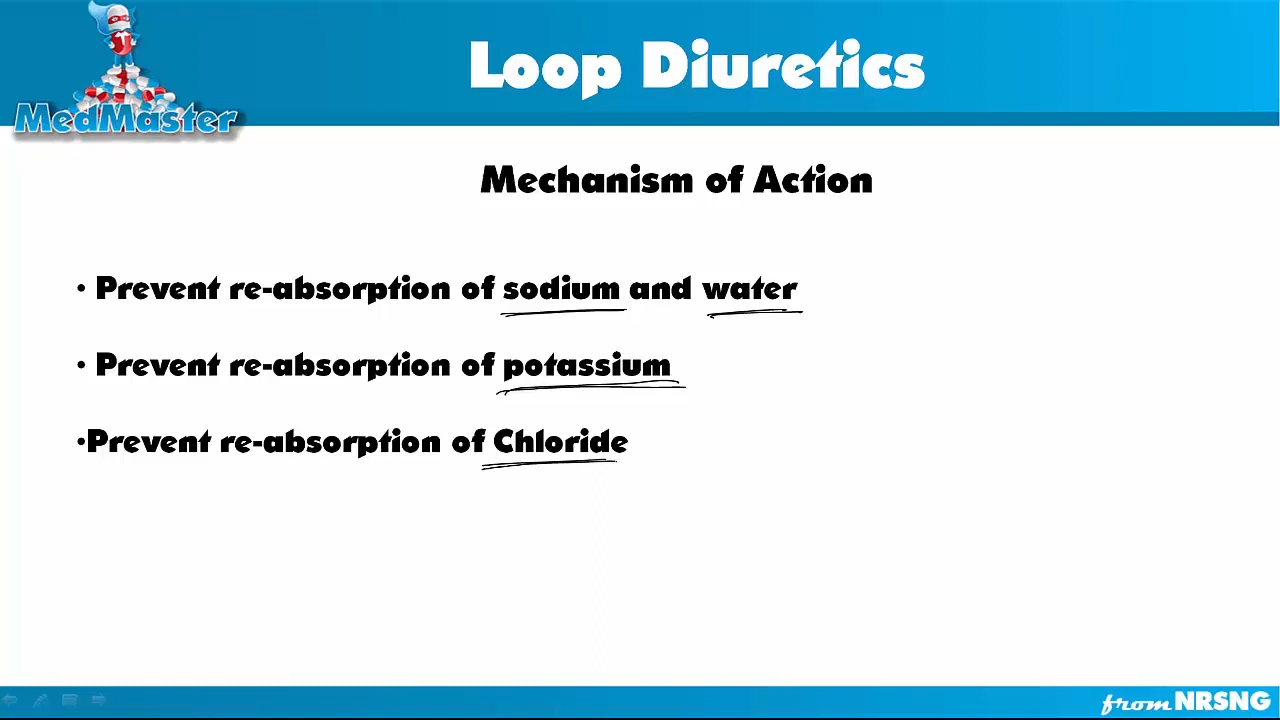 MedMaster
Loop Diuretics
Mechanism of Action
• Prevent re-absorption of sodium and water
• Prevent re-absorption of potassium
•Prevent re-absorption of Chloride
from NRSNG